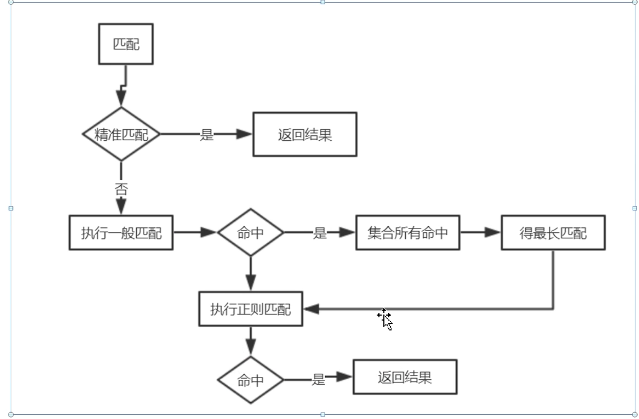 匹配
精准匹配
是
返回结果
否
执行一般匹配
命中
是
集合所有命中
得最长匹配
执行正则匹配
命中
是
返回结果